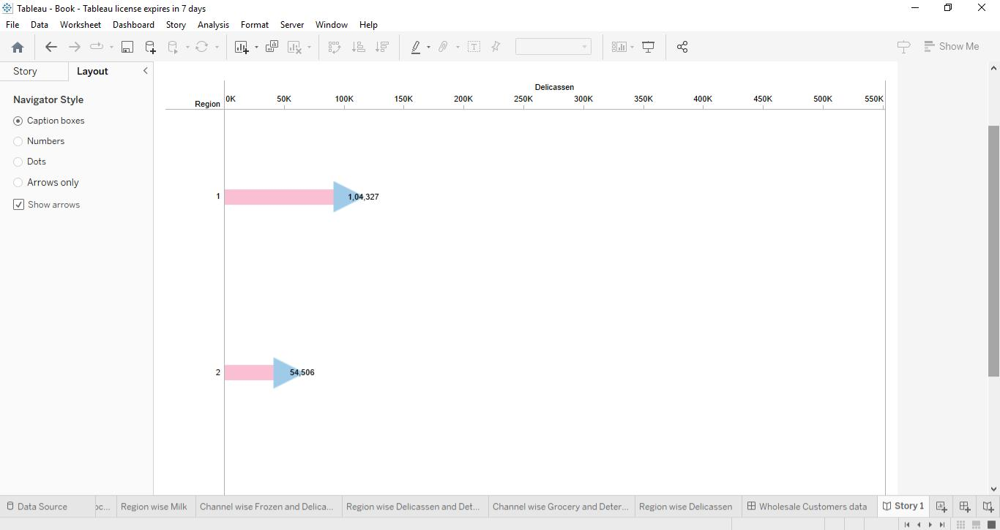 Tableau - Book - Tableau license expires in 7 days
File Data Worksheet Dashboard Story Analysis Format Server Window Help
Show Me
Story Layout
Navigator Style
Caption boxes
Numbers
Dots
Arrows only
Show arrows
Delicassen
Region 0K 50K 100K 150K 200K 250K 300K 350K 400K 450K 500K 550K
1 1,04,327
2 54,506
Data Source oc... Region wise Milk Channel wise Frozen and Delica... Region wise Delicassen and Det... Channel wise Grocery and Deter... Region wise Delicassen Wholesale Customers data Story 1